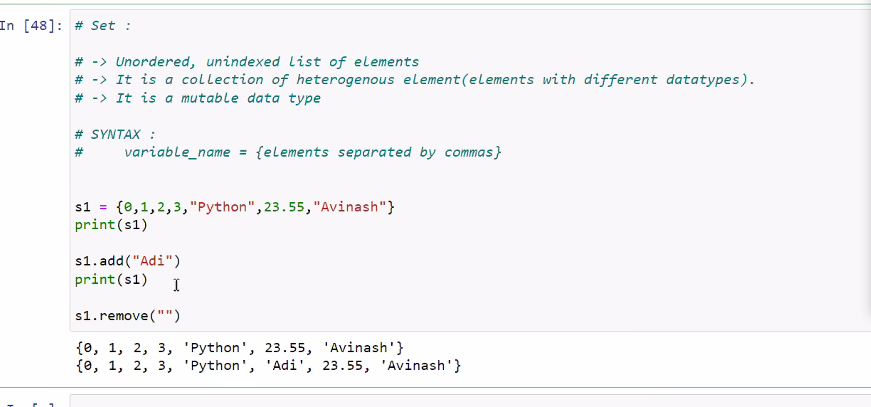 In [48]: # Set :
# -> Unordered, unindexed list of elements
# -> It is a collection of heterogenous element(elements with different datatypes).
# -> It is a mutable data type
# SYNTAX :
#     variable_name = {elements separated by commas}
s1 = {0,1,2,3,"Python",23.55,"Avinash"}
print(s1)
s1.add("Adi")
print(s1)
s1.remove("")
{0, 1, 2, 3, 'Python', 23.55, 'Avinash'}
{0, 1, 2, 3, 'Python', 'Adi', 23.55, 'Avinash'}